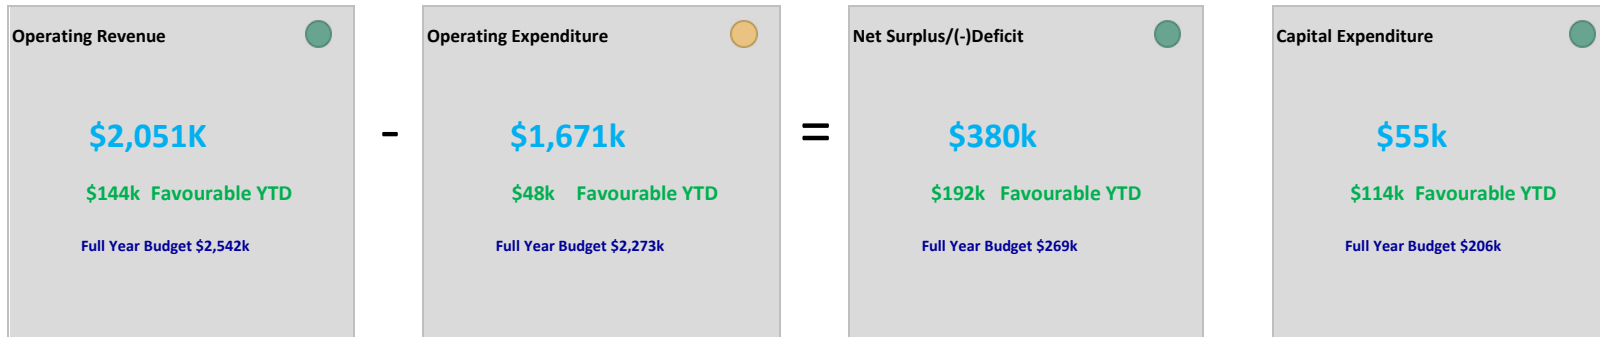 Operating Revenue
$2,051K
$144k Favourable YTD
Full Year Budget $2,542k
-
Operating Expenditure
$1,671k
$48k Favourable YTD
Full Year Budget $2,273k
=
Net Surplus/(-)Deficit
$380k
$192k Favourable YTD
Full Year Budget $269k
Capital Expenditure
$55k
$114k Favourable YTD
Full Year Budget $206k